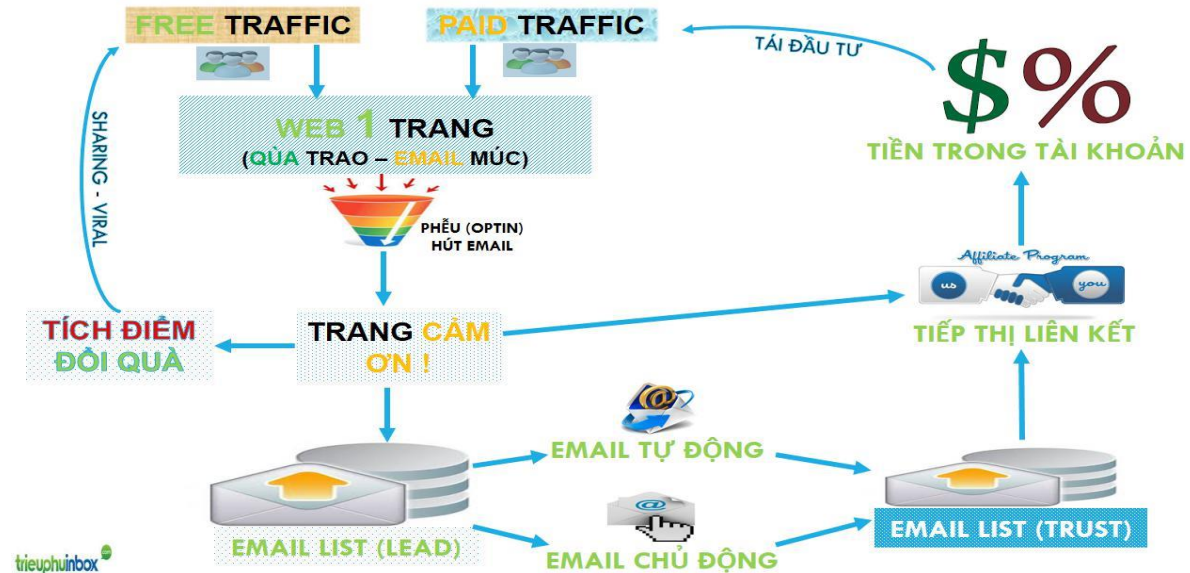 FREE TRAFFIC
PAID TRAFFIC
TÁI ĐẦU TƯ
$%
TIỀN TRONG TÀI KHOẢN
SHARING - VIRAL
WEB 1 TRANG
(QÙA TRAO – EMAIL MÚC)
PHỄU (OPTIN)
HÚT EMAIL
Affiliate Program
us
you
TIẾP THỊ LIÊN KẾT
TÍCH ĐIỂM
ĐỔI QUÀ
TRANG CẢM
ƠN !
EMAIL TỰ ĐỘNG
EMAIL LIST (LEAD)
EMAIL CHỦ ĐỘNG
EMAIL LIST (TRUST)
trieuphuinbox
.com